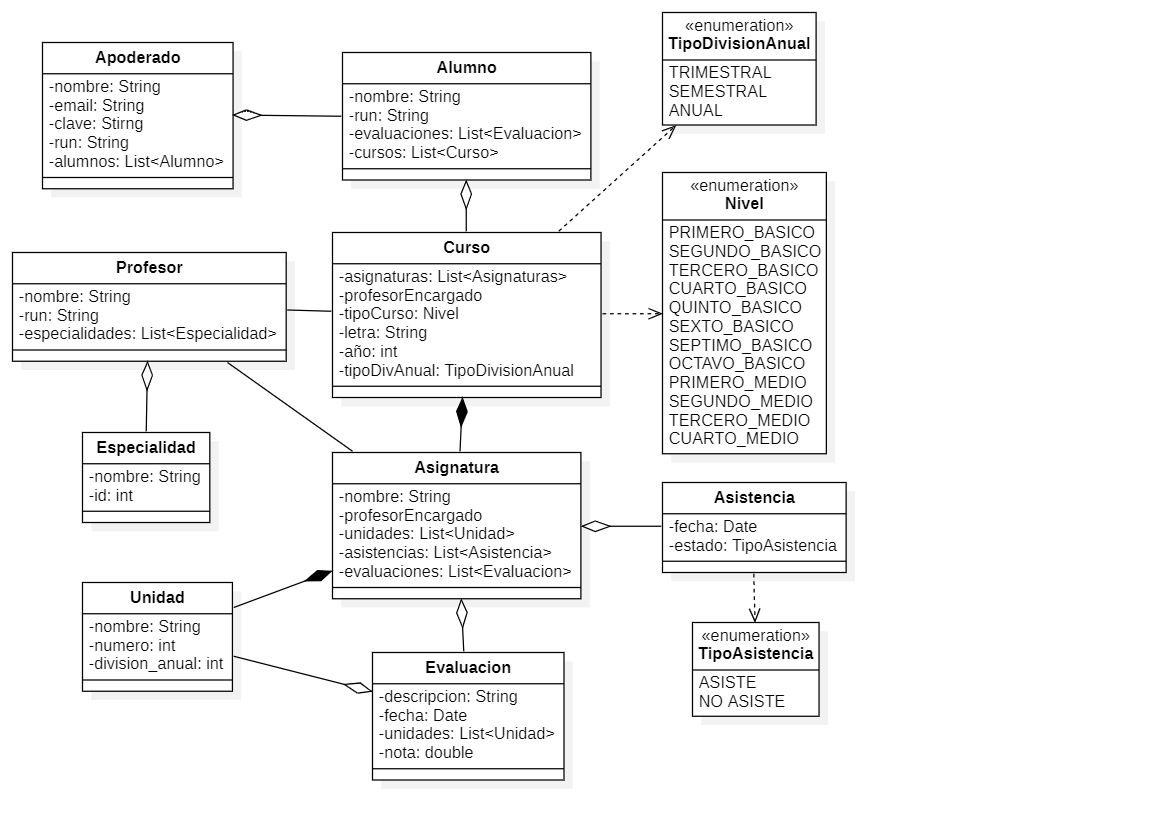 Apoderado
-nombre: String
-email: String
-clave: Stirng
-run: String
-alumnos: List<Alumno>
Alumno
-nombre: String
-run: String
-evaluaciones: List<Evaluacion>
-cursos: List<Curso>
«enumeration»
TipoDivisionAnual
TRIMESTRAL
SEMESTRAL
ANUAL
«enumeration»
Nivel
PRIMERO_BASICO
SEGUNDO_BASICO
TERCERO_BASICO
CUARTO_BASICO
QUINTO_BASICO
SEXTO_BASICO
SEPTIMO_BASICO
OCTAVO_BASICO
PRIMERO_MEDIO
SEGUNDO_MEDIO
TERCERO_MEDIO
CUARTO_MEDIO
Profesor
-nombre: String
-run: String
-especialidades: List<Especialidad>
Curso
-asignaturas: List<Asignaturas>
-profesorEncargado
-tipoCurso: Nivel
-letra: String
-año: int
-tipoDivAnual: TipoDivisionAnual
Especialidad
-nombre: String
-id: int
Asignatura
-nombre: String
-profesorEncargado
-unidades: List<Unidad>
-asistencias: List<Asistencia>
-evaluaciones: List<Evaluacion>
Asistencia
-fecha: Date
-estado: TipoAsistencia
Unidad
-nombre: String
-numero: int
-division_anual: int
Evaluacion
-descripcion: String
-fecha: Date
-unidades: List<Unidad>
-nota: double
«enumeration»
TipoAsistencia
ASISTE
NO ASISTE